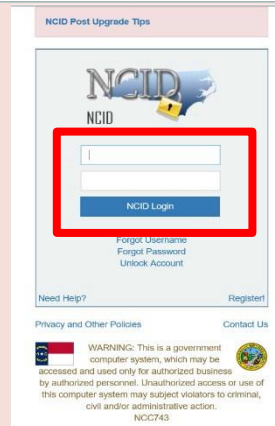 NCID Post Upgrade Tips
NCID
NCID
NCID Login
Forgot Username
Forgot Password
Unlock Account
Need Help?
Register!
Privacy and Other Policies
Contact Us
WARNING: This is a government
computer system, which may be
accessed and used only for authorized business
by authorized personnel. Unauthorized access or use of
this computer system may subject violators to criminal,
civil and/or administrative action.
NCC743